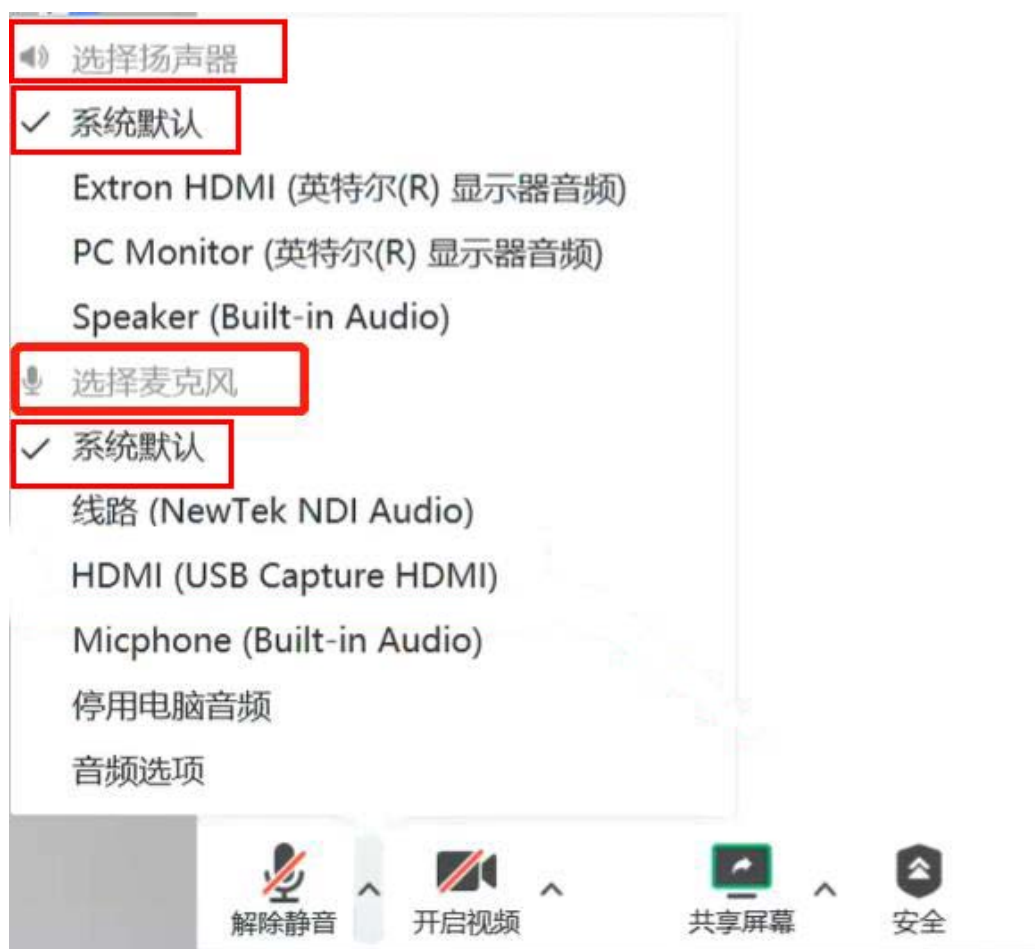 选择扬声器
系统默认
Extron HDMI (英特尔(R) 显示器音频)
PC Monitor (英特尔(R) 显示器音频)
Speaker (Built-in Audio)
选择麦克风
系统默认
线路 (NewTek NDI Audio)
HDMI (USB Capture HDMI)
Micphone (Built-in Audio)
停用电脑音频
音频选项
解除静音 开启视频 共享屏幕 安全